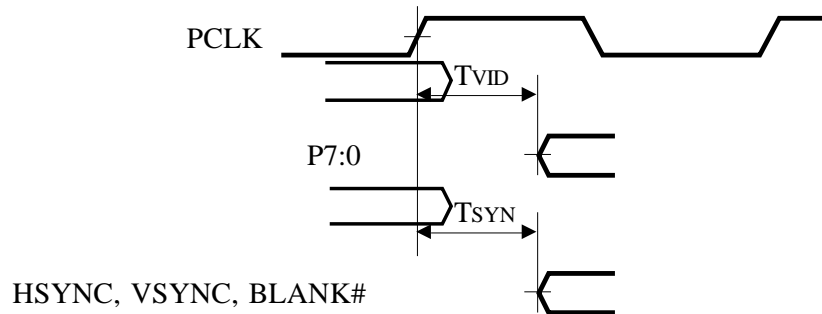 PCLK
TVID
P7:0
TSYN
HSYNC, VSYNC, BLANK#